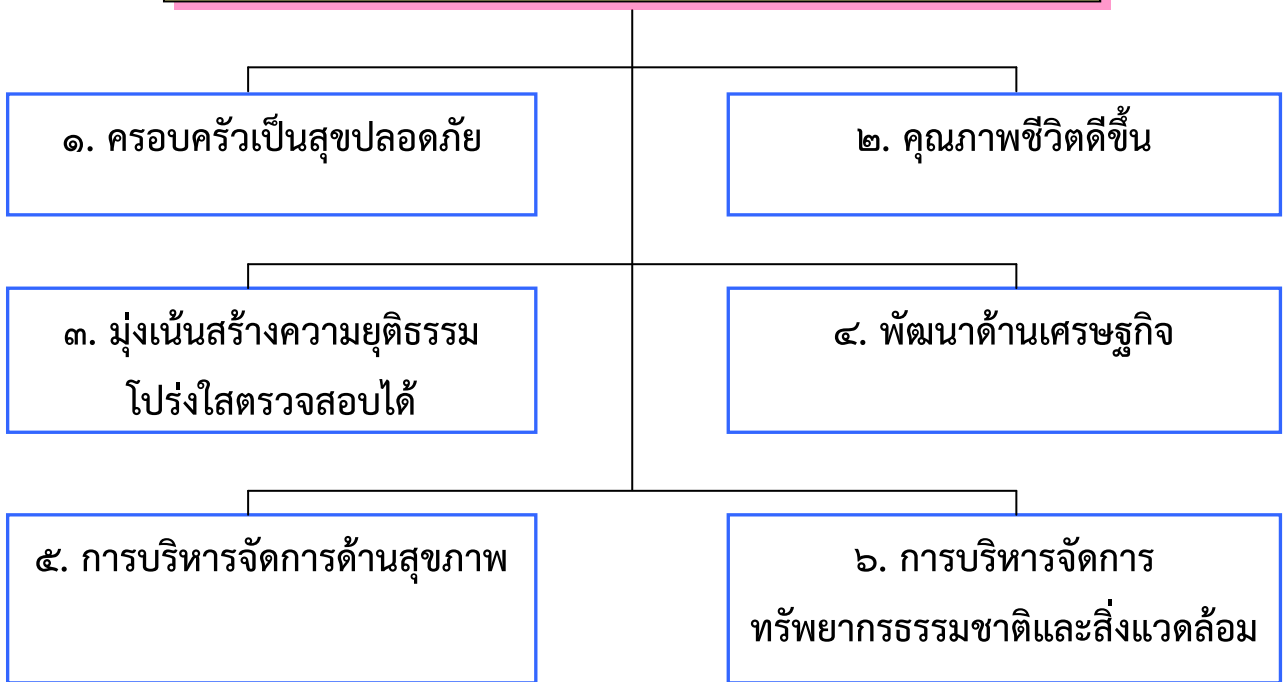 ๑. ครอบครัวเป็นสุขปลอดภัย
๒. คุณภาพชีวิตดีขึ้น
๓. มุ่งเน้นสร้างความยุติธรรม
โปร่งใสตรวจสอบได้
๔. พัฒนาด้านเศรษฐกิจ
๕. การบริหารจัดการด้านสุขภาพ
๖. การบริหารจัดการ
ทรัพยากรธรรมชาติและสิ่งแวดล้อม